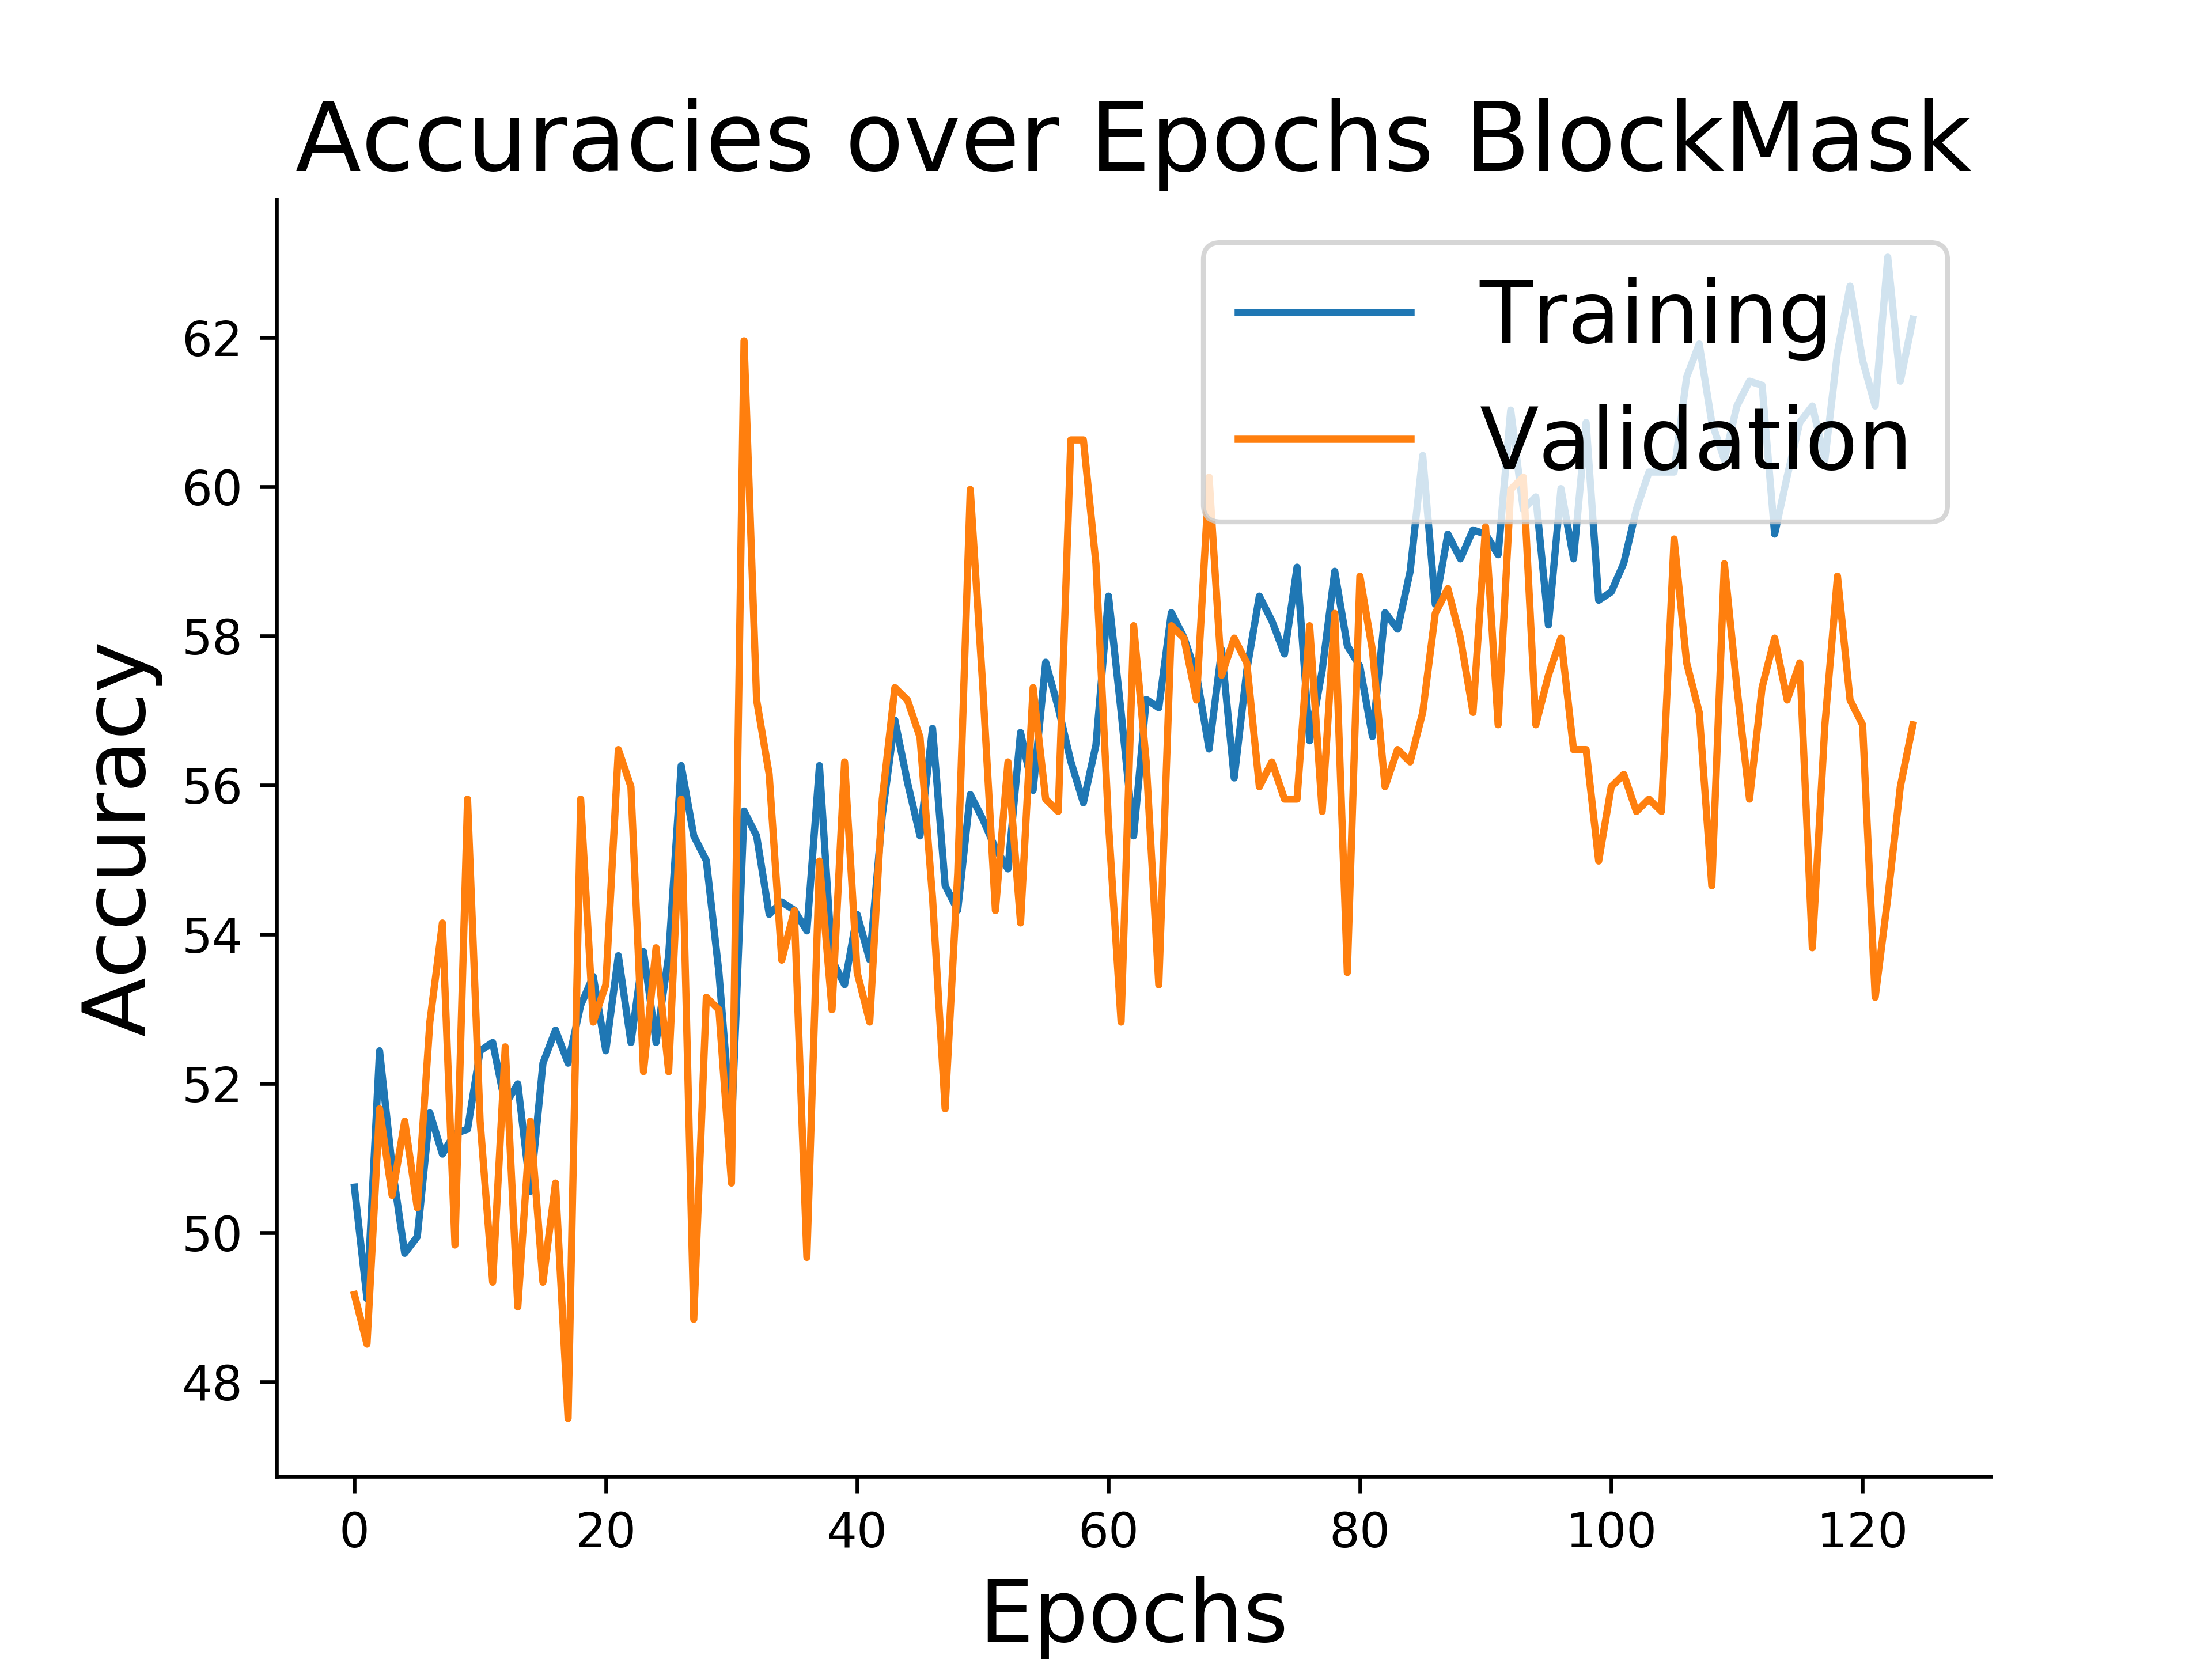 Accuracies over Epochs BlockMask
Training
Validation
Accuracy
62
60
58
56
54
52
50
48
0 20 40 60 80 100 120
Epochs